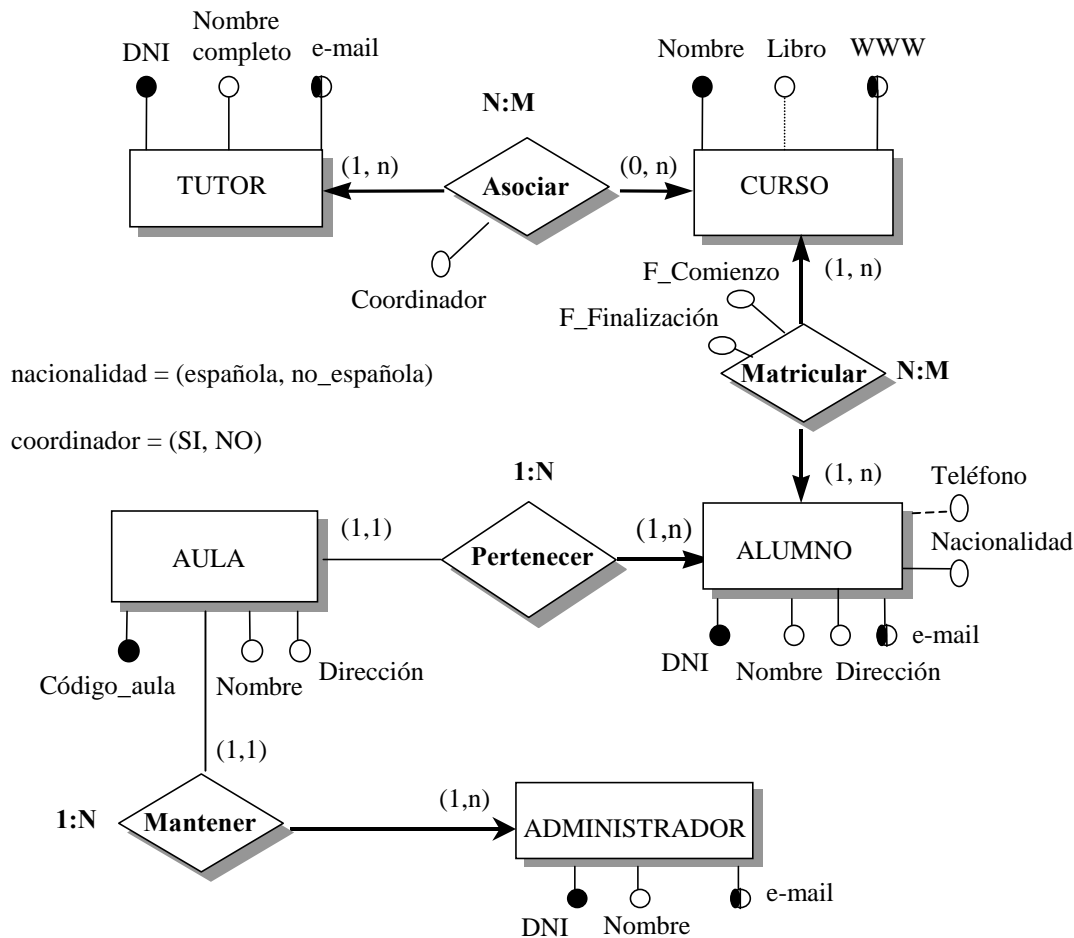 Nombre
completo
DNI
e-mail
Nombre
Libro
WWW
N:M
(1, n)
(0, n)
TUTOR
Asociar
CURSO
Coordinador
F_Comienzo
(1, n)
F_Finalización
nacionalidad = (española, no_española)
Matricular
N:M
coordinador = (SI, NO)
1:N
(1, n)
Teléfono
(1,1)
(1,n)
Nacionalidad
AULA
Pertenecer
ALUMNO
e-mail
DNI
Nombre
Dirección
Código_aula
Nombre
Dirección
(1,1)
(1,n)
1:N
Mantener
ADMINISTRADOR
e-mail
DNI
Nombre